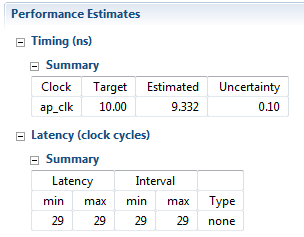 Performance Estimates
Timing (ns)
Summary
Clock Target Estimated Uncertainty
ap_clk 10.00 9.332 0.10
Latency (clock cycles)
Summary
Latency Interval
min max min max Type
29 29 29 29 none